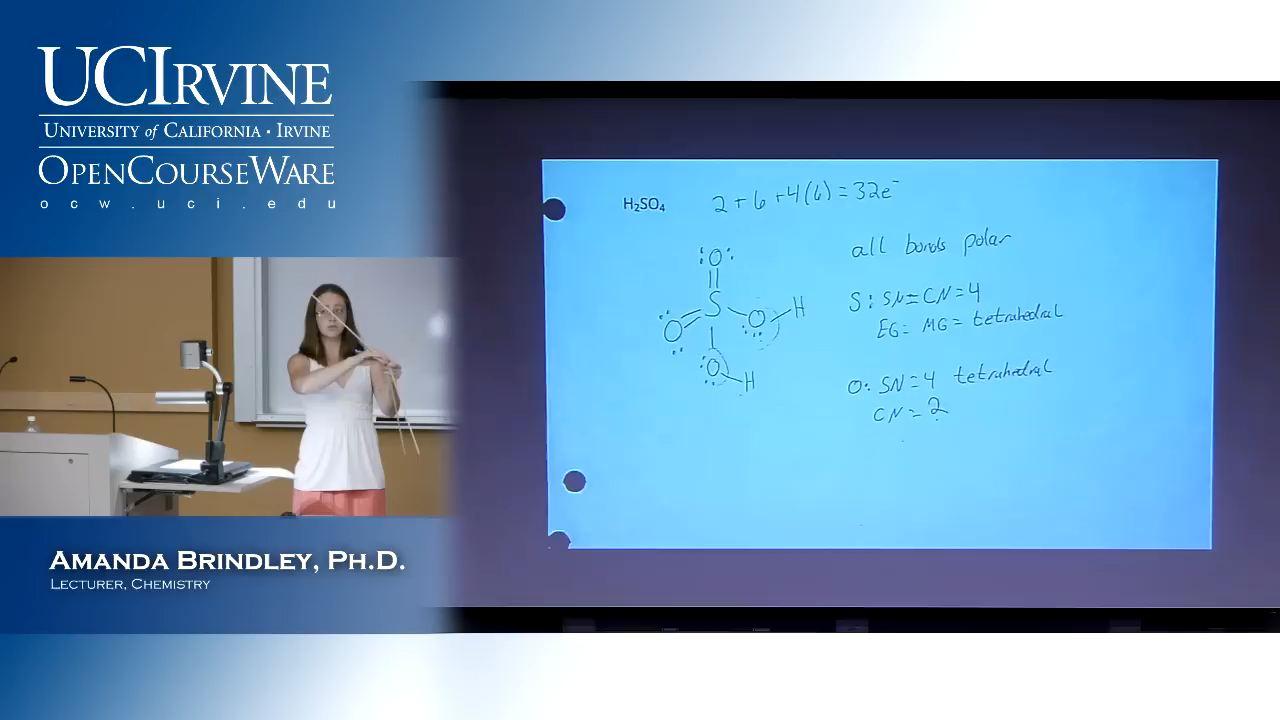 UCIRVINE
UNIVERSITY of CALIFORNIA · IRVINE
OPENCOURSEWARE
ocw.uci.edu
AMANDA BRINDLEY, PH.D.
LECTURER, CHEMISTRY
H₂SO₄ 2 + 6 + 4(6) = 32e⁻
all bonds polar
:O:
S
O
O
H
:O
H
S: SN = CN = 4
EG = MG = tetrahedral
O: SN = 4 tetrahedral
CN = 2